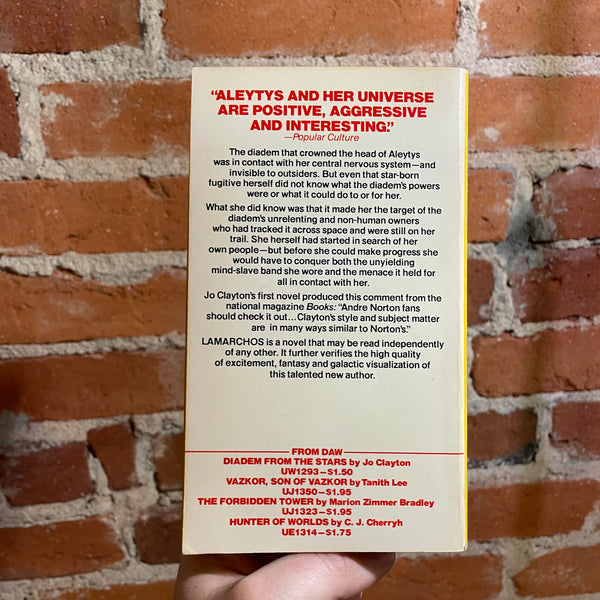 “ALEYTYS AND HER UNIVERSE
ARE POSITIVE, AGGRESSIVE
AND INTERESTING.”
—Popular Culture
The diadem that crowned the head of Aleytys
was in contact with her central nervous system—and
invisible to outsiders. But even that star-born
fugitive herself did not know what the diadem's powers
were or what it could do to or for her.
What she did know was that it made her the target of the
diadem's unrelenting and non-human owners
who had tracked it across space and were still on her
trail. She herself had started in search of her
own people—but before she could make progress she
would have to conquer both the unyielding
mind-slave band she wore and the menace it held for
all in contact with her.
Jo Clayton's first novel produced this comment from the
national magazine Books: “Andre Norton fans
should check it out...Clayton's style and subject matter
are in many ways similar to Norton's.”
LAMARCHOS is a novel that may be read independently
of any other. It further verifies the high quality
of excitement, fantasy and galactic visualization of
this talented new author.
FROM DAW
DIADEM FROM THE STARS by Jo Clayton
UW1293—$1.50
VAZKOR, SON OF VAZKOR by Tanith Lee
UJ1350—$1.95
THE FORBIDDEN TOWER by Marion Zimmer Bradley
UJ1323—$1.95
HUNTER OF WORLDS by C. J. Cherryh
UE1314—$1.75